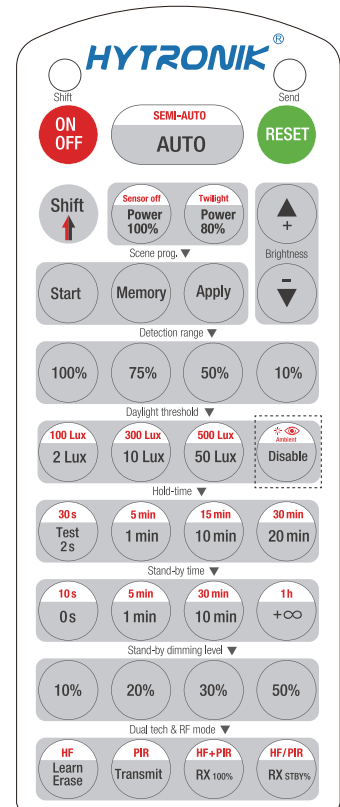 HYTRONIK®
Shift
Send
ON
OFF
SEMI-AUTO
AUTO
RESET
Shift
Sensor off
Power
100%
Twilight
Power
80%
+
Scene prog. ▼
Brightness
Start
Memory
Apply
−
Detection range ▼
100%
75%
50%
10%
Daylight threshold ▼
100 Lux
2 Lux
300 Lux
10 Lux
500 Lux
50 Lux
Ambient
Disable
Hold-time ▼
30 s
Test
2 s
5 min
1 min
15 min
10 min
30 min
20 min
Stand-by time ▼
10 s
0 s
5 min
1 min
30 min
10 min
1 h
+∞
Stand-by dimming level ▼
10%
20%
30%
50%
Dual tech & RF mode ▼
HF
Learn
Erase
PIR
Transmit
HF+PIR
RX 100%
HF/PIR
RX STBY%